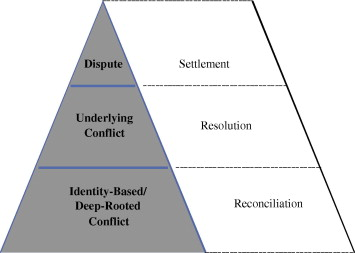 Dispute
Settlement
Underlying
Conflict
Resolution
Identity-Based/
Deep-Rooted
Conflict
Reconciliation